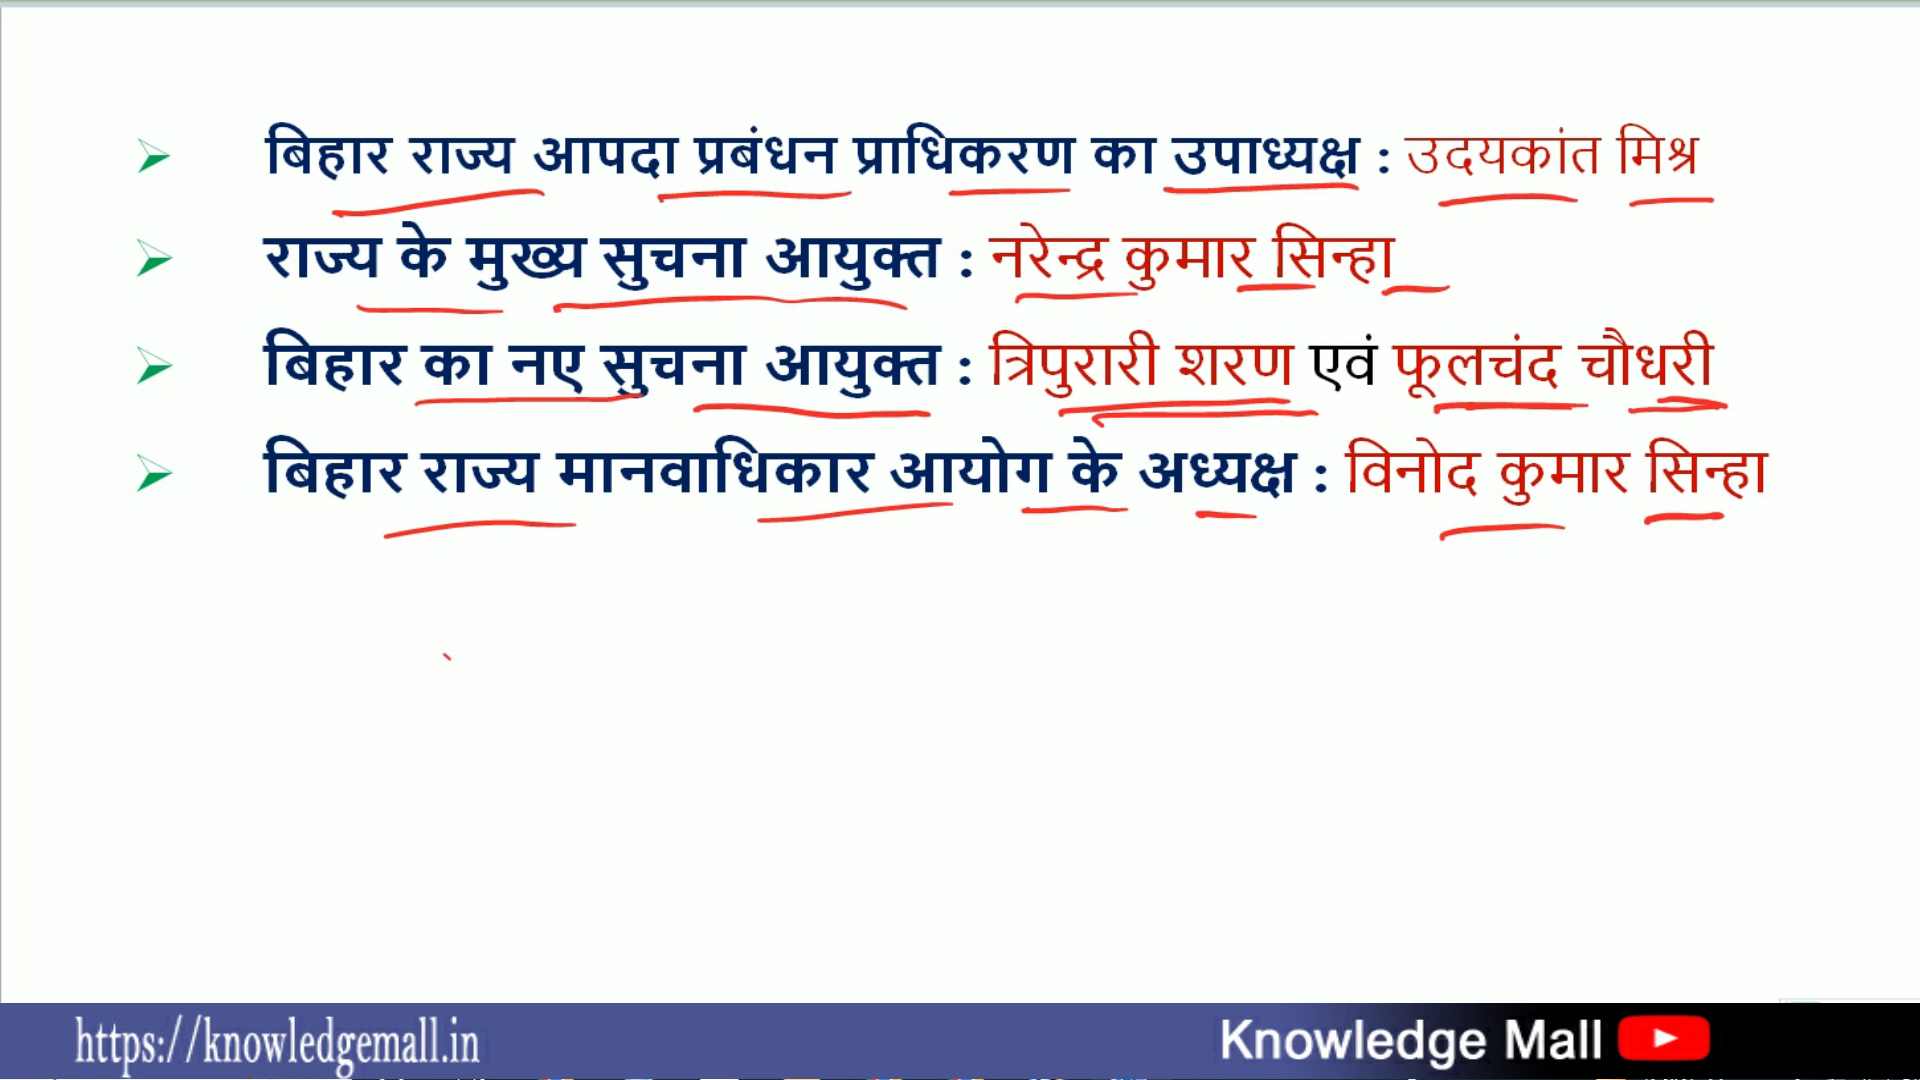 बिहार राज्य आपदा प्रबंधन प्राधिकरण का उपाध्यक्ष : उदयकांत मिश्र
राज्य के मुख्य सुचना आयुक्त : नरेन्द्र कुमार सिन्हा
बिहार का नए सुचना आयुक्त : त्रिपुरारी शरण एवं फूलचंद चौधरी
बिहार राज्य मानवाधिकार आयोग के अध्यक्ष : विनोद कुमार सिन्हा
https://knowledgemall.in
Knowledge Mall